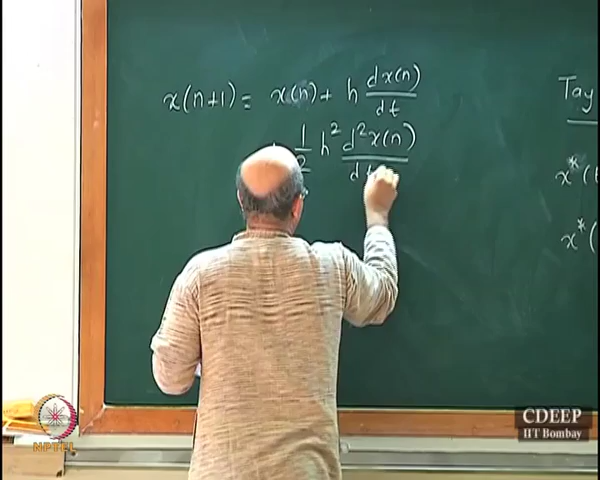 x(n+1) = x(n) + h dx(n)/dt
1/2 h² d²x(n)/dt
Tay
x*(
x*(
NPTEL
CDEEP
IIT Bombay